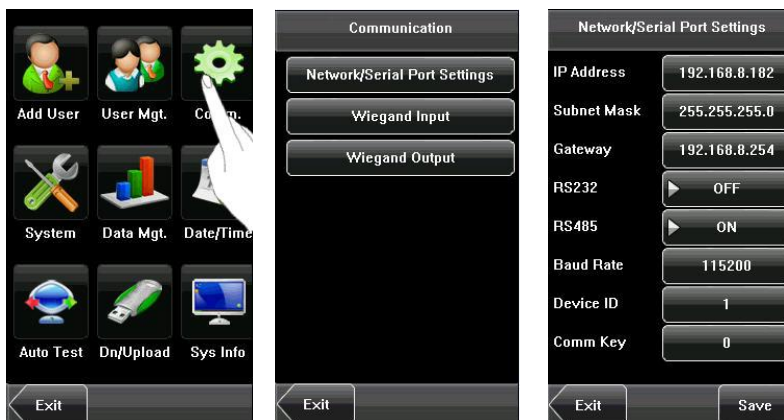 Add User User Mgt. Comm.
System Data Mgt. Date/Time
Auto Test Dn/Upload Sys Info
Exit
Communication
Network/Serial Port Settings
Wiegand Input
Wiegand Output
Exit
Network/Serial Port Settings
IP Address 192.168.8.182
Subnet Mask 255.255.255.0
Gateway 192.168.8.254
RS232 OFF
RS485 ON
Baud Rate 115200
Device ID 1
Comm Key 0
Exit Save